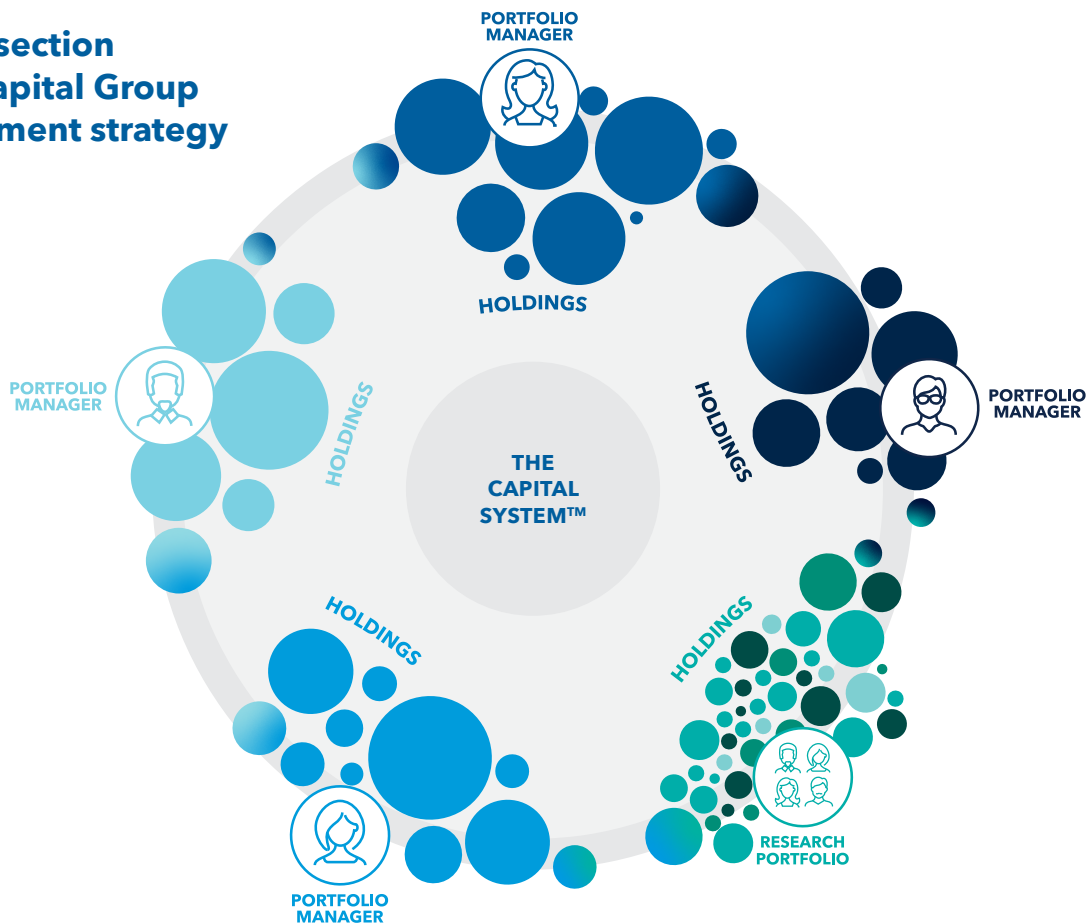 section
apital Group
ment strategy
PORTFOLIO
MANAGER
HOLDINGS
PORTFOLIO
MANAGER
HOLDINGS
HOLDINGS
PORTFOLIO
MANAGER
THE
CAPITAL
SYSTEM™
HOLDINGS
HOLDINGS
RESEARCH
PORTFOLIO
PORTFOLIO
MANAGER